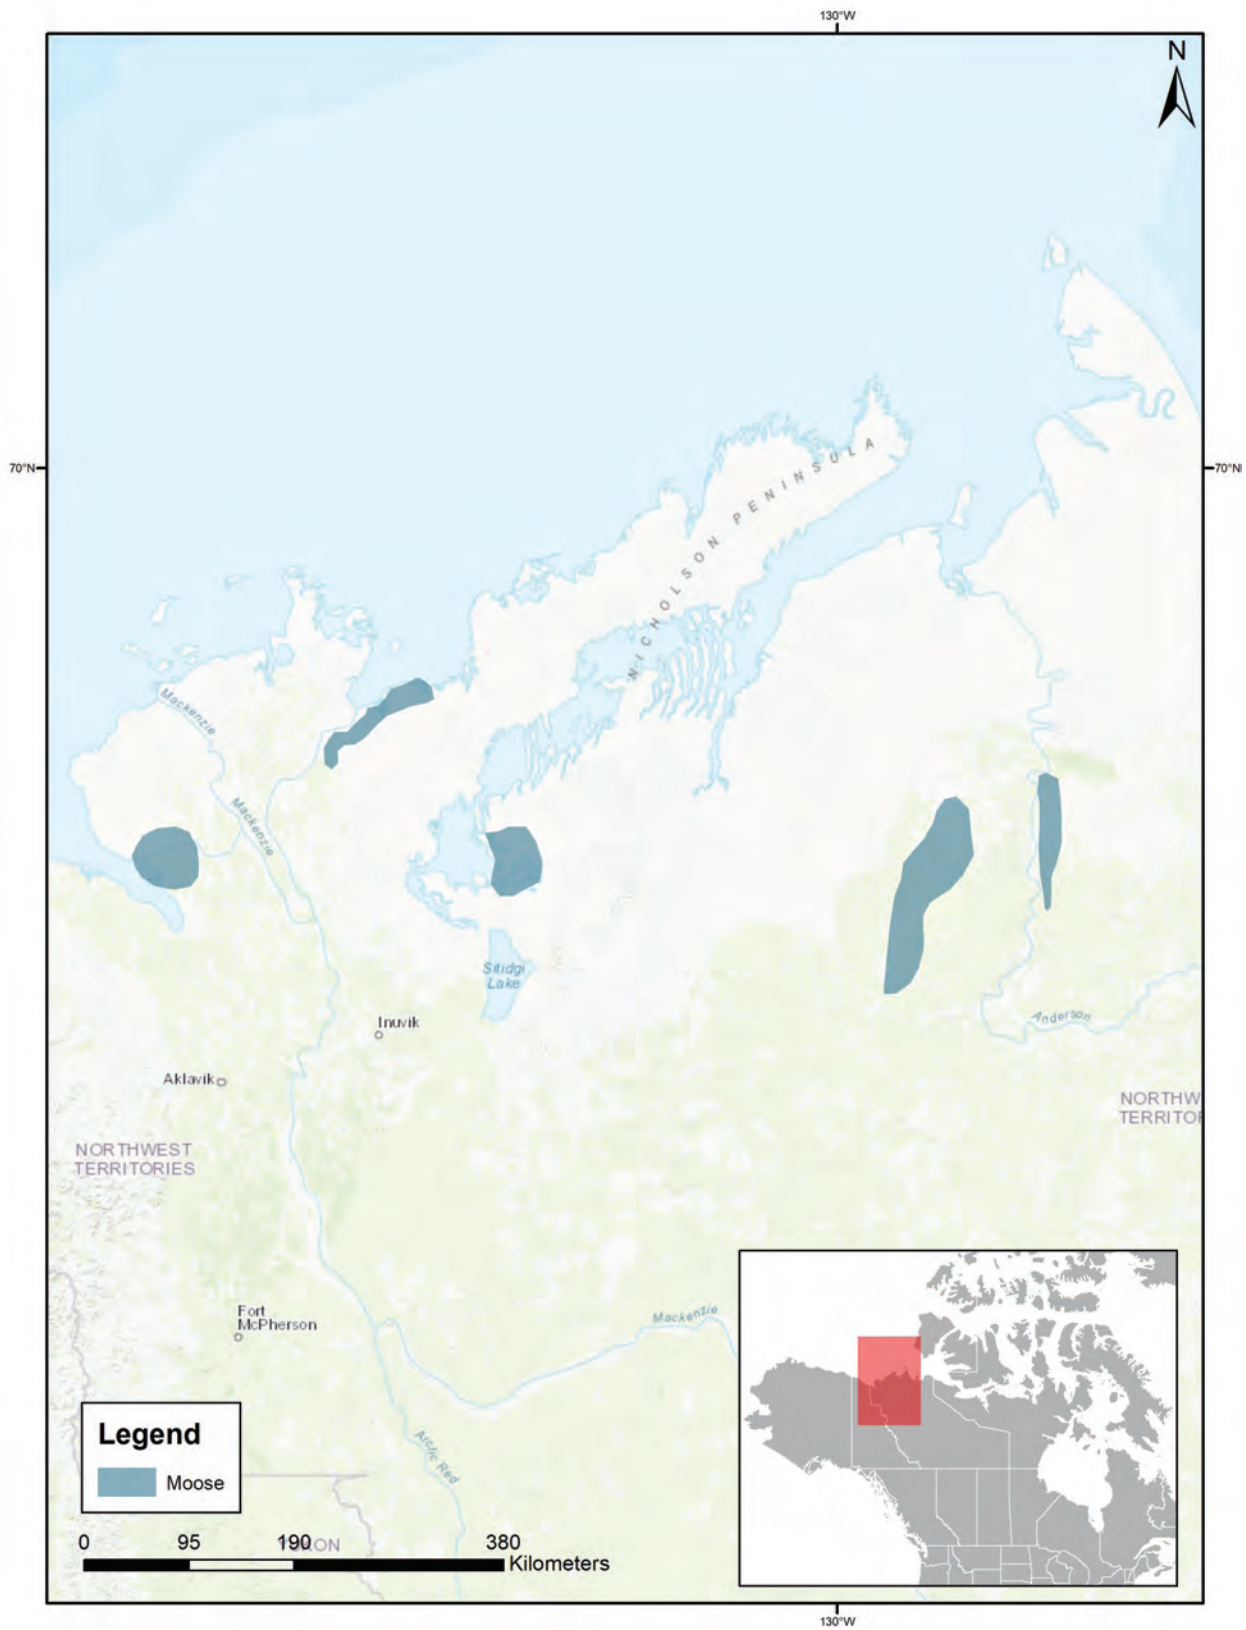 130°W
N
70°N
70°N
NICHOLSON PENINSULA
Mackenzie
Mackenzie
Sitidgi
Lake
Inuvik
Anderson
Aklavik
NORTHW
TERRITOR
NORTHWEST
TERRITORIES
Fort
McPherson
Mackenzie
Legend
Arctic Red
Moose
0 95 190 380
Kilometers
130°W